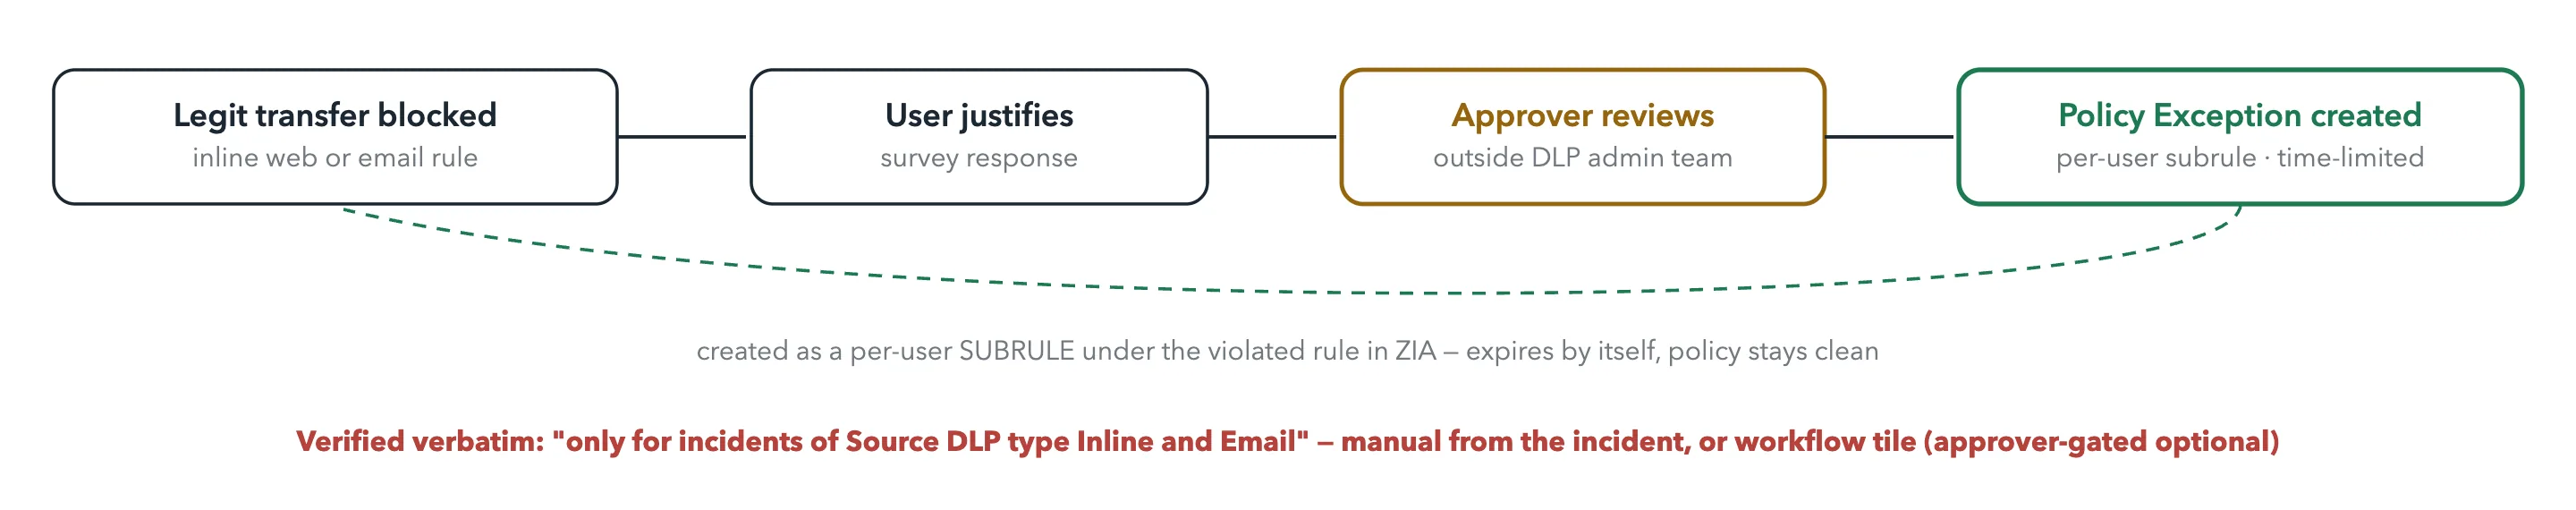 Legit transfer blocked
inline web or email rule
User justifies
survey response
Approver reviews
outside DLP admin team
Policy Exception created
per-user subrule · time-limited
created as a per-user SUBRULE under the violated rule in ZIA – expires by itself, policy stays clean
Verified verbatim: "only for incidents of Source DLP type Inline and Email" – manual from the incident, or workflow tile (approver-gated optional)